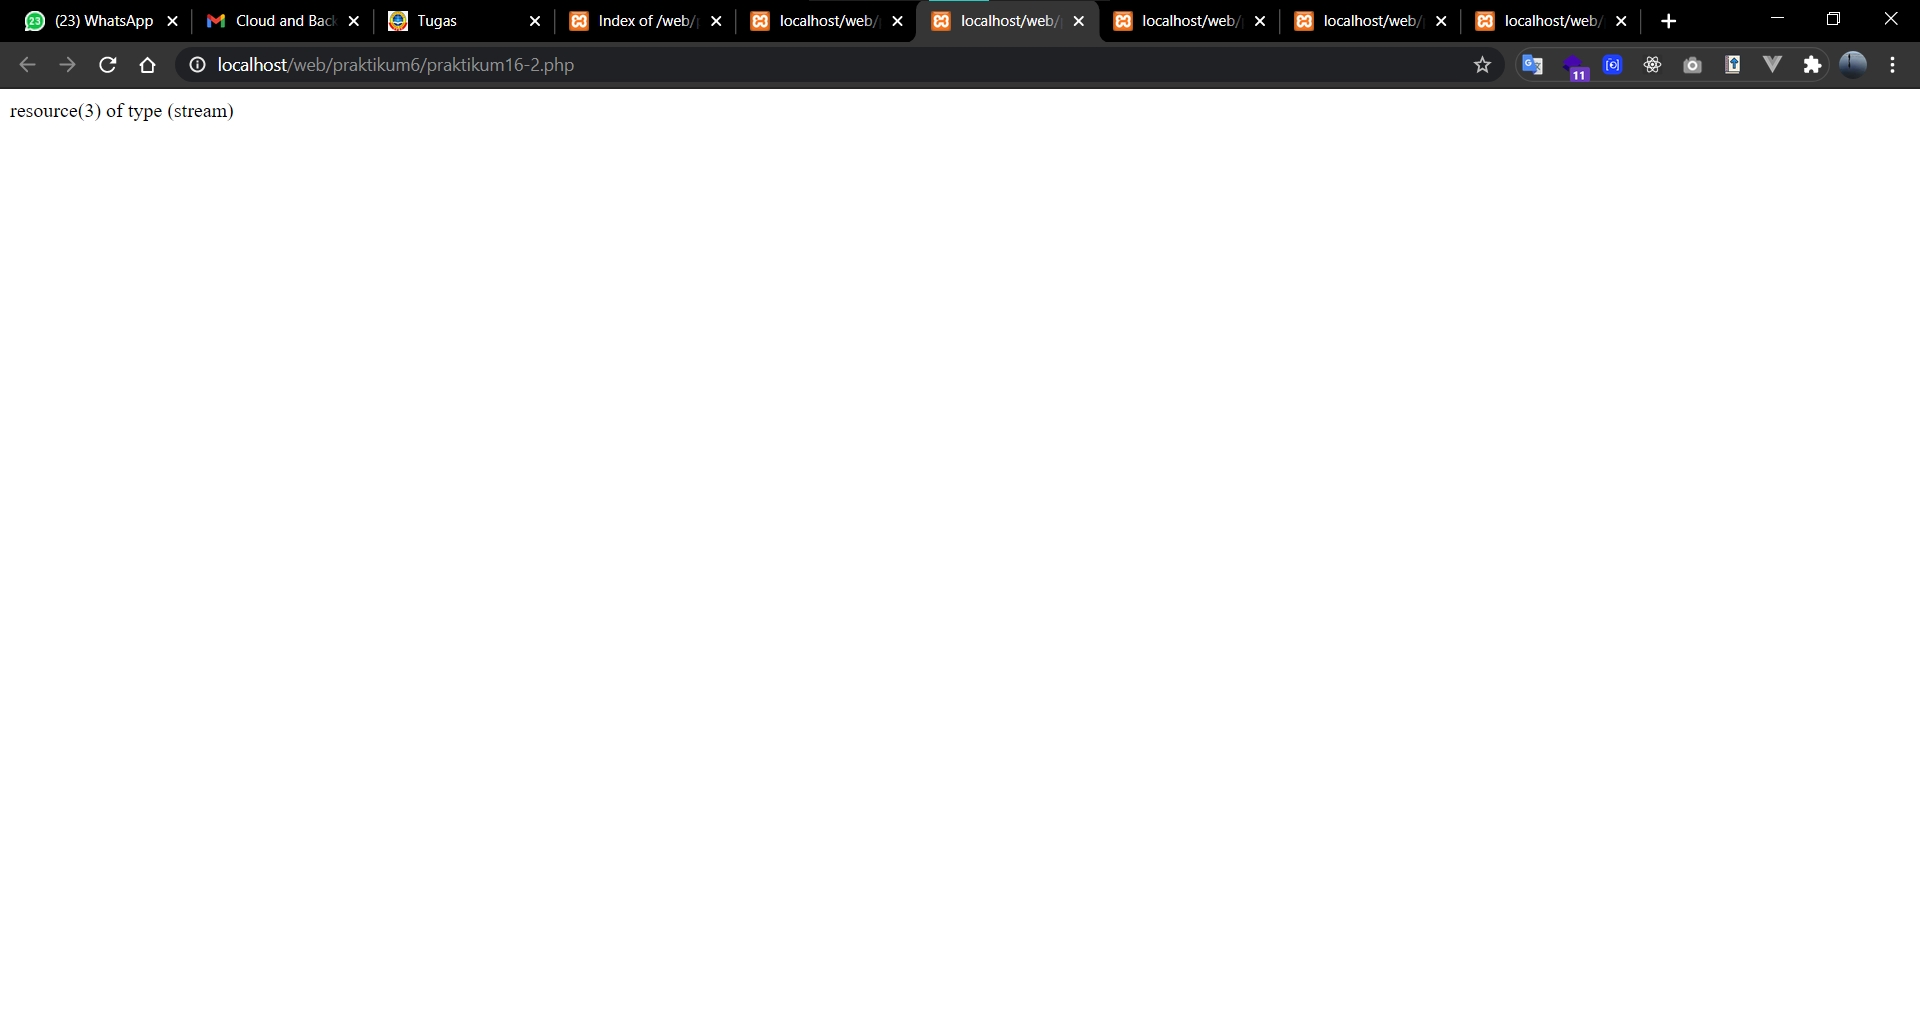 (23) WhatsApp
Cloud and Back
Tugas
Index of /web/
localhost/web/
localhost/web/
localhost/web/
localhost/web/
localhost/web/
localhost/web/praktikum6/praktikum16-2.php
11
resource(3) of type (stream)